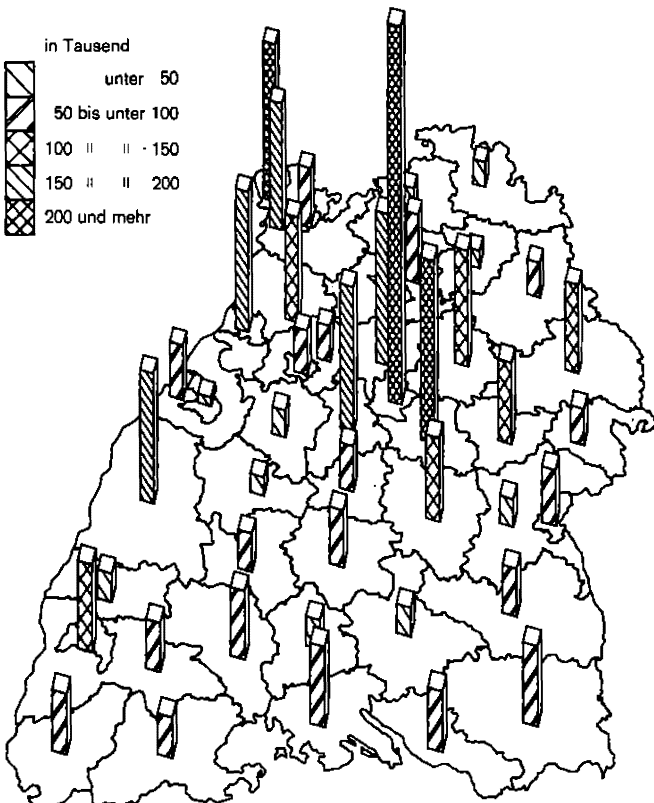 in Tausend
unter 50
50 bis unter 100
100 " " - 150
150 " " 200
200 und mehr